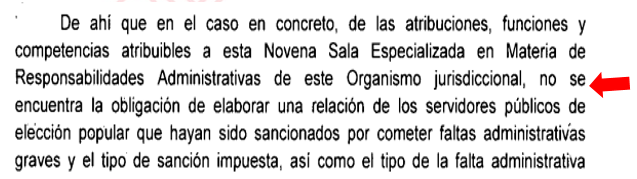 De ahí que en el caso en concreto, de las atribuciones, funciones y
competencias atribuibles a esta Novena Sala Especializada en Materia de
Responsabilidades Administrativas de este Organismo jurisdiccional, no se
encuentra la obligación de elaborar una relación de los servidores públicos de
elección popular que hayan sido sancionados por cometer faltas administrativas
graves y el tipo de sanción impuesta, así como el tipo de la falta administrativa